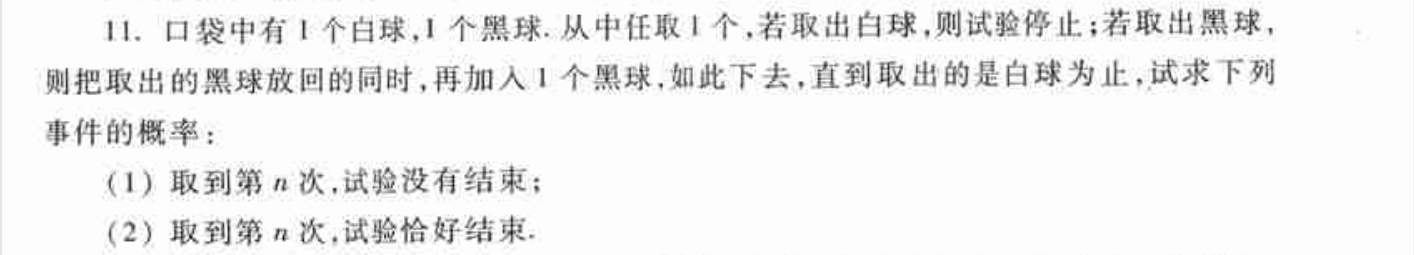 11. 口袋中有 1 个白球,1 个黑球. 从中任取 1 个,若取出白球,则试验停止;若取出黑球,
则把取出的黑球放回的同时,再加入 1 个黑球,如此下去,直到取出的是白球为止,试求下列
事件的概率:
(1) 取到第 n 次,试验没有结束;
(2) 取到第 n 次,试验恰好结束.